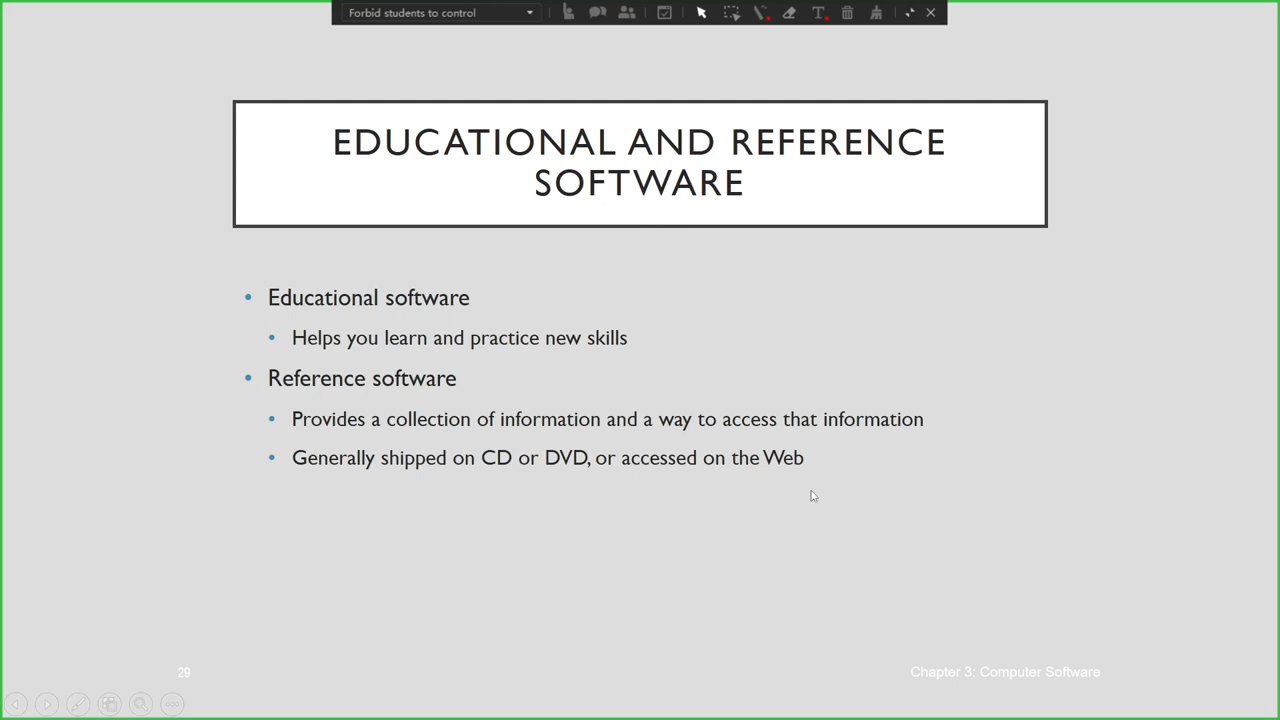 Forbid students to control
EDUCATIONAL AND REFERENCE
SOFTWARE
• Educational software
• Helps you learn and practice new skills
• Reference software
• Provides a collection of information and a way to access that information
• Generally shipped on CD or DVD, or accessed on the Web
29
Chapter 3: Computer Software